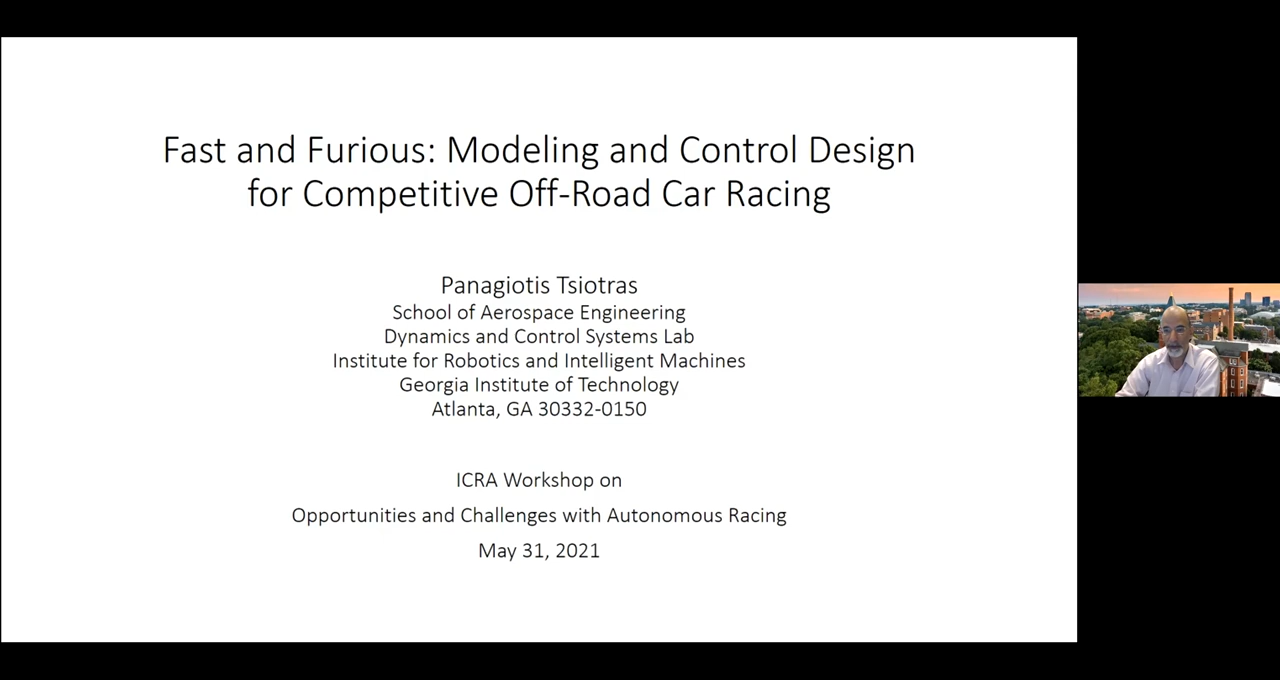 Fast and Furious: Modeling and Control Design
for Competitive Off-Road Car Racing
Panagiotis Tsiotras
School of Aerospace Engineering
Dynamics and Control Systems Lab
Institute for Robotics and Intelligent Machines
Georgia Institute of Technology
Atlanta, GA 30332-0150
ICRA Workshop on
Opportunities and Challenges with Autonomous Racing
May 31, 2021